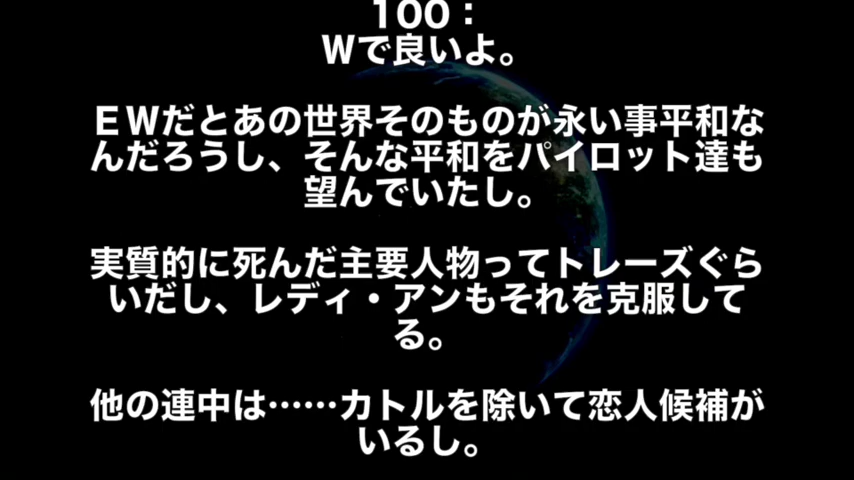 100：
Wで良いよ。
ＥＷだとあの世界そのものが永い事平和な
んだろうし、そんな平和をパイロット達も
望んでいたし。
実質的に死んだ主要人物ってトレーズぐら
いだし、レディ・アンもそれを克服して
る。
他の連中は……カトルを除いて恋人候補が
いるし。